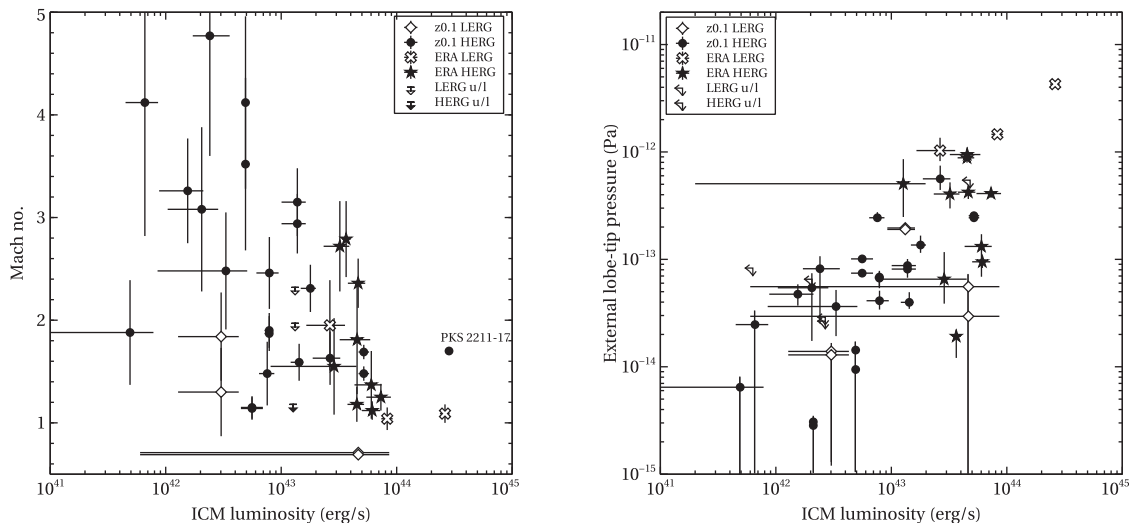 5
4
3
2
1
Mach no.
z0.1 LERG
z0.1 HERG
ERA LERG
ERA HERG
LERG u/l
HERG u/l
PKS 2211-17
10^41
10^42
10^43
10^44
10^45
ICM luminosity (erg/s)
10^-11
10^-12
10^-13
10^-14
10^-15
External lobe-tip pressure (Pa)
z0.1 LERG
z0.1 HERG
ERA LERG
ERA HERG
LERG u/l
HERG u/l
10^41
10^42
10^43
10^44
10^45
ICM luminosity (erg/s)